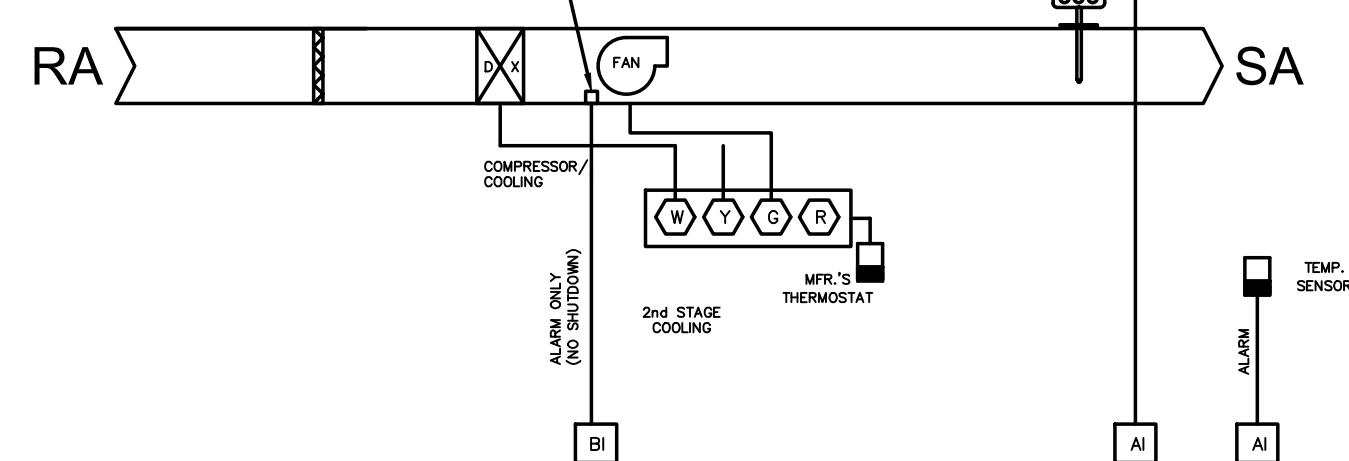 RA
D X
FAN
SA
COMPRESSOR/
COOLING
W Y G R
MFR.'S
THERMOSTAT
2nd STAGE
COOLING
ALARM ONLY
(NO SHUTDOWN)
TEMP.
SENSOR
ALARM
BI
AI
AI